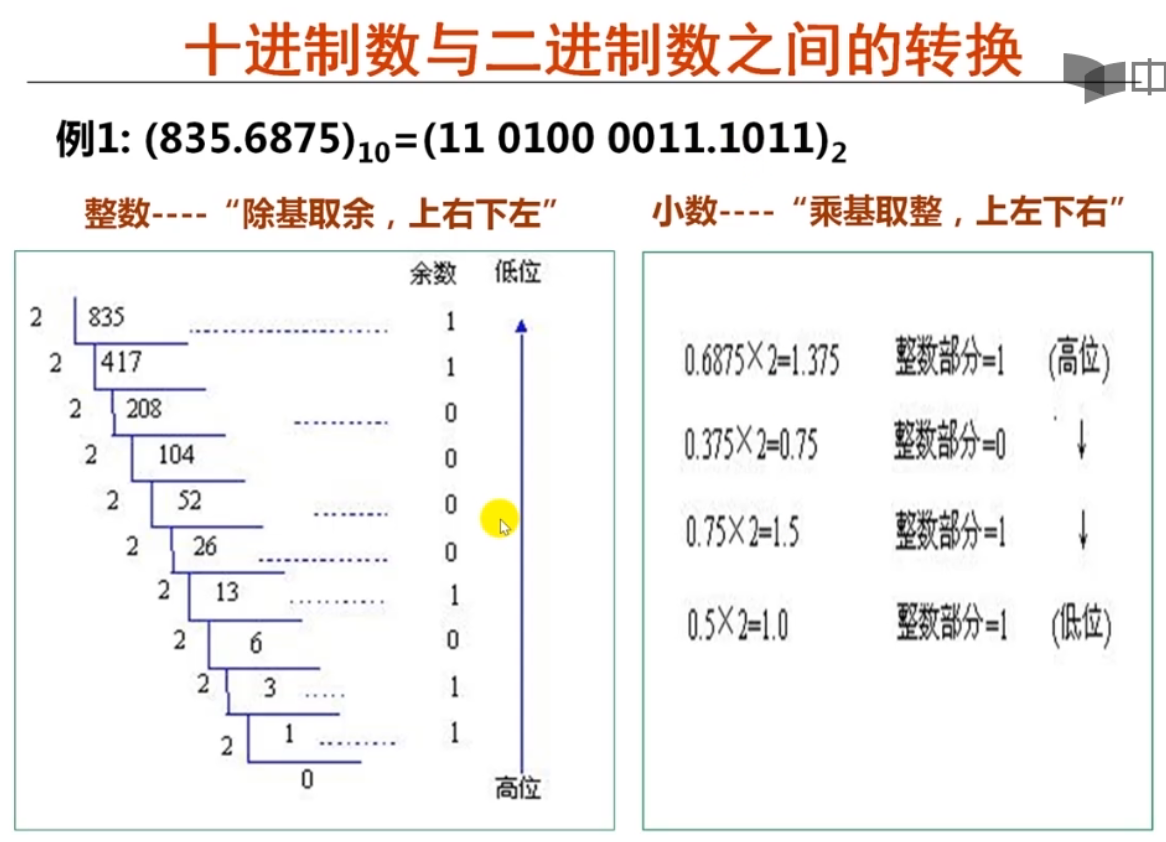 十进制数与二进制数之间的转换
中
例1: (835.6875)10=(11 0100 0011.1011)2
整数----“除基取余，上右下左”
小数----“乘基取整，上左下右”
余数 低位
2 835 1
2 417 1
2 208 0
2 104 0
2 52 0
2 26 0
2 13 1
2 6 0
2 3 1
2 1 1
0
高位
0.6875×2=1.375 整数部分=1 (高位)
0.375×2=0.75 整数部分=0 ↓
0.75×2=1.5 整数部分=1 ↓
0.5×2=1.0 整数部分=1 (低位)